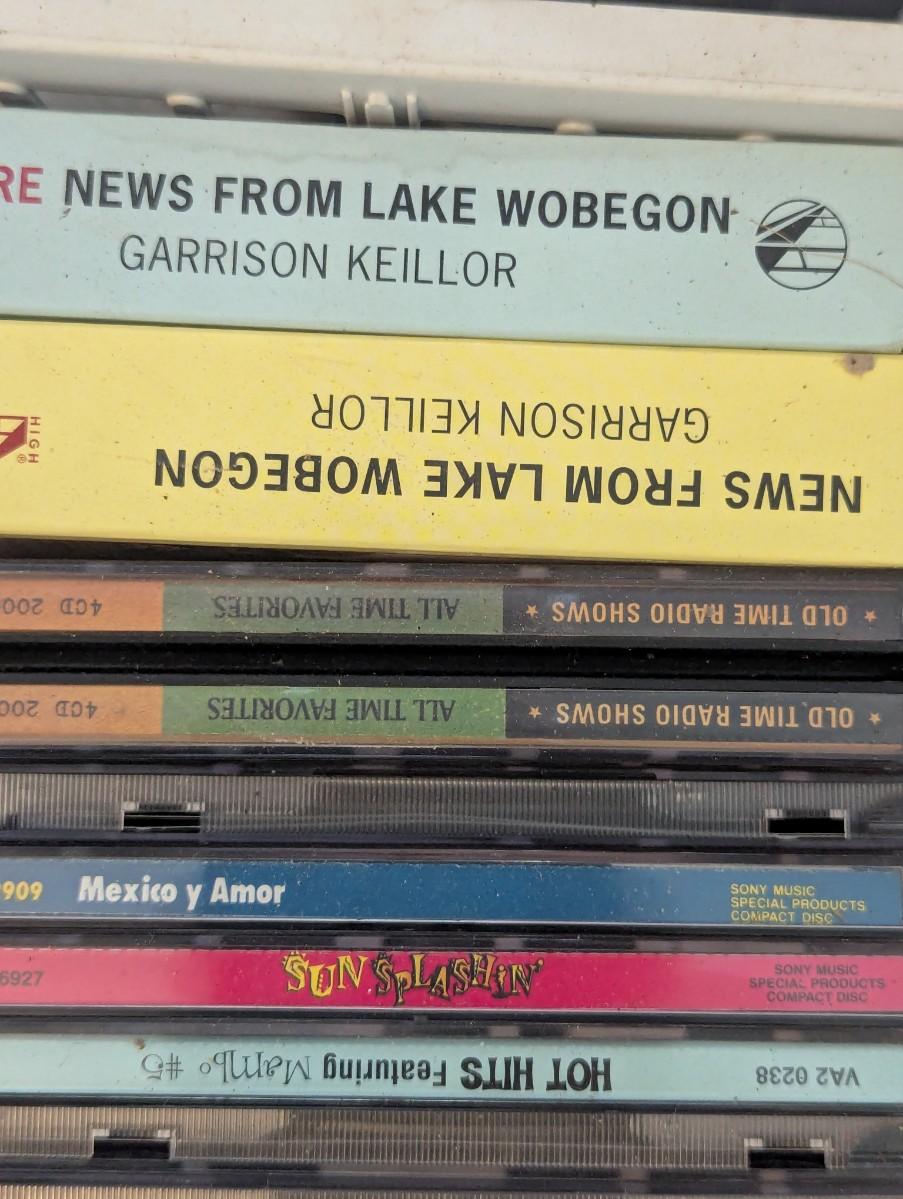 RE NEWS FROM LAKE WOBEGON
GARRISON KEILLOR
NEWS FROM LAKE WOBEGON
GARRISON KEILLOR
HIGH®
★ OLD TIME RADIO SHOWS ★ ALL TIME FAVORITES 4CD 200
★ OLD TIME RADIO SHOWS ★ ALL TIME FAVORITES 4CD 200
909 Mexico y Amor
SONY MUSIC
SPECIAL PRODUCTS
COMPACT DISC
6927 SUN SPLASHIN'
SONY MUSIC
SPECIAL PRODUCTS
COMPACT DISC
VA2 0238 HOT HITS Featuring Mambo #5